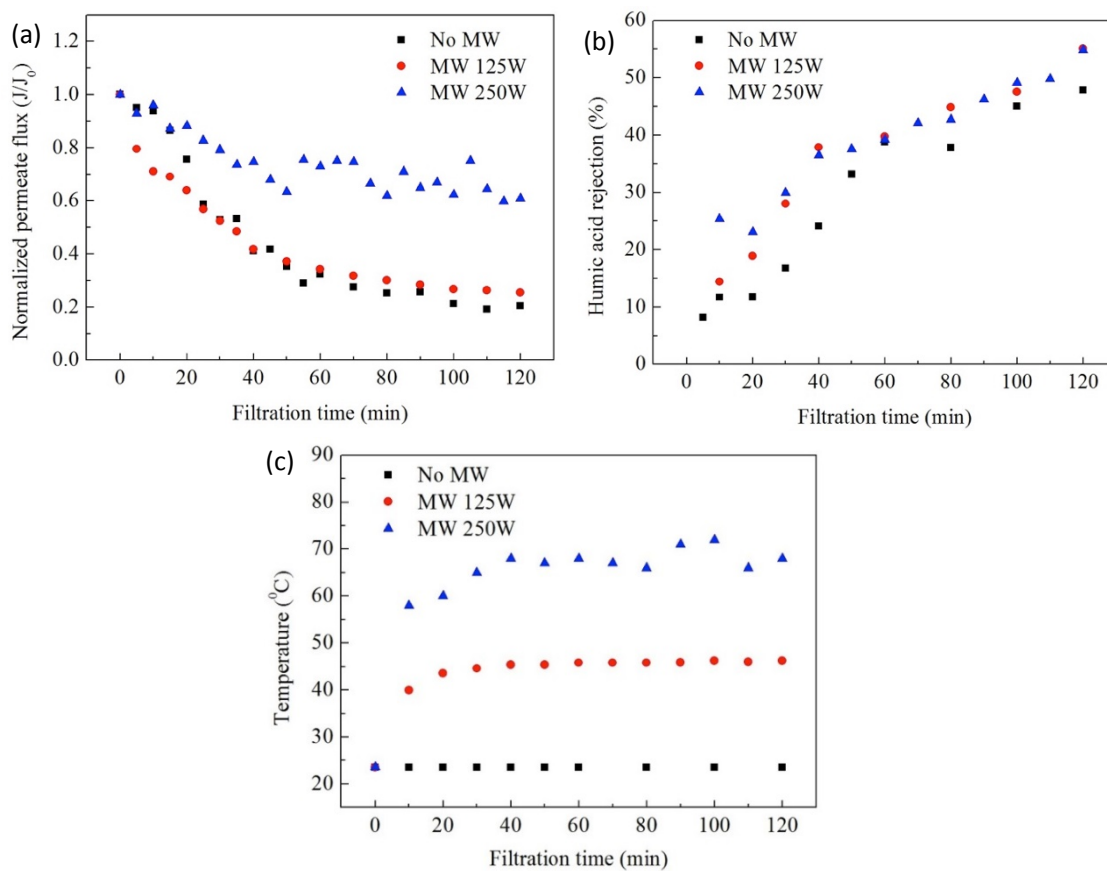 (a)
No MW
MW 125W
MW 250W
1.2
1.0
0.8
0.6
0.4
0.2
0.0
Normalized permeate flux (J/J₀)
0 20 40 60 80 100 120
Filtration time (min)
(b)
No MW
MW 125W
MW 250W
60
50
40
30
20
10
0
Humic acid rejection (%)
0 20 40 60 80 100 120
Filtration time (min)
(c)
No MW
MW 125W
MW 250W
90
80
70
60
50
40
30
20
Temperature (⁰C)
0 20 40 60 80 100 120
Filtration time (min)